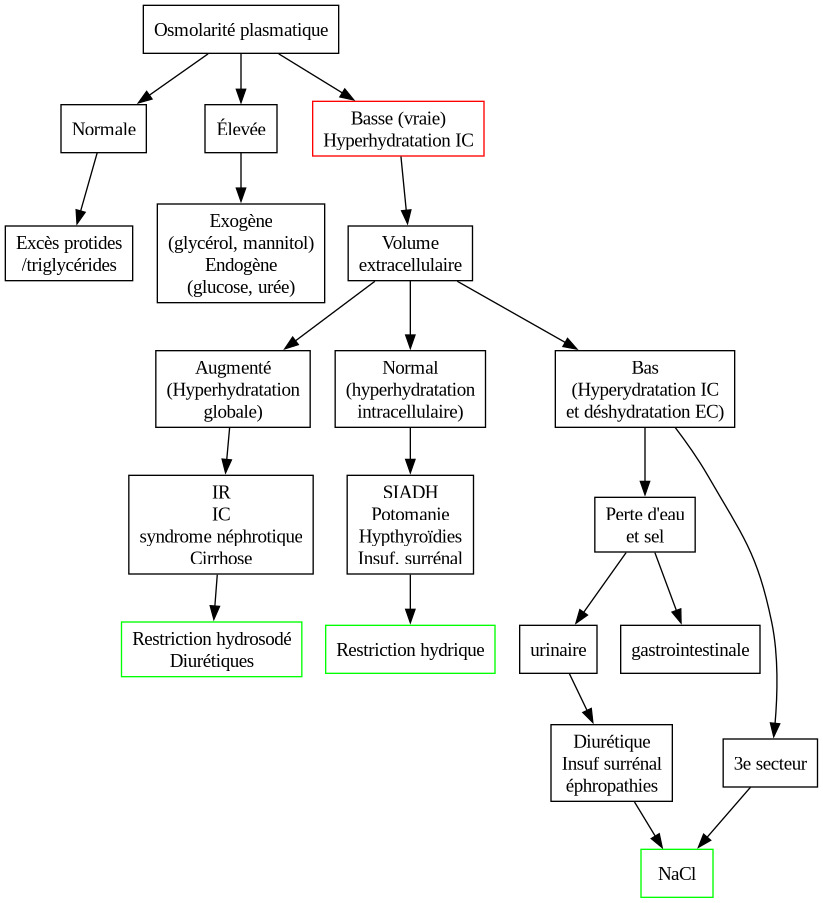 Osmolarité plasmatique
Normale
Élevée
Basse (vraie)
Hyperhydratation IC
Excès protides
/triglycérides
Exogène
(glycérol, mannitol)
Endogène
(glucose, urée)
Volume
extracellulaire
Augmenté
(Hyperhydratation
globale)
Normal
(hyperhydratation
intracellulaire)
Bas
(Hyperydratation IC
et déshydratation EC)
IR
IC
syndrome néphrotique
Cirrhose
SIADH
Potomanie
Hypthyroïdies
Insuf. surrénal
Perte d'eau
et sel
Restriction hydrosodé
Diurétiques
Restriction hydrique
urinaire
gastrointestinale
Diurétique
Insuf surrénal
éphropathies
3e secteur
NaCl